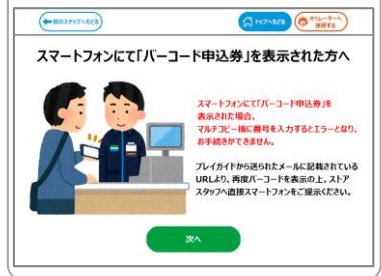 前のステップへもどる
トップへもどる
オペレーターへ
連絡する
スマートフォンにて「バーコード申込券」を表示された方へ
スマートフォンにて「バーコード申込券」を
表示された場合、
マルチコピー機に番号を入力するとエラーとなり、
お手続きができません。
プレイガイドから送られたメールに記載されている
URLより、再度バーコードを表示の上、ストア
スタッフへ直接スマートフォンをご提示ください。
次へ